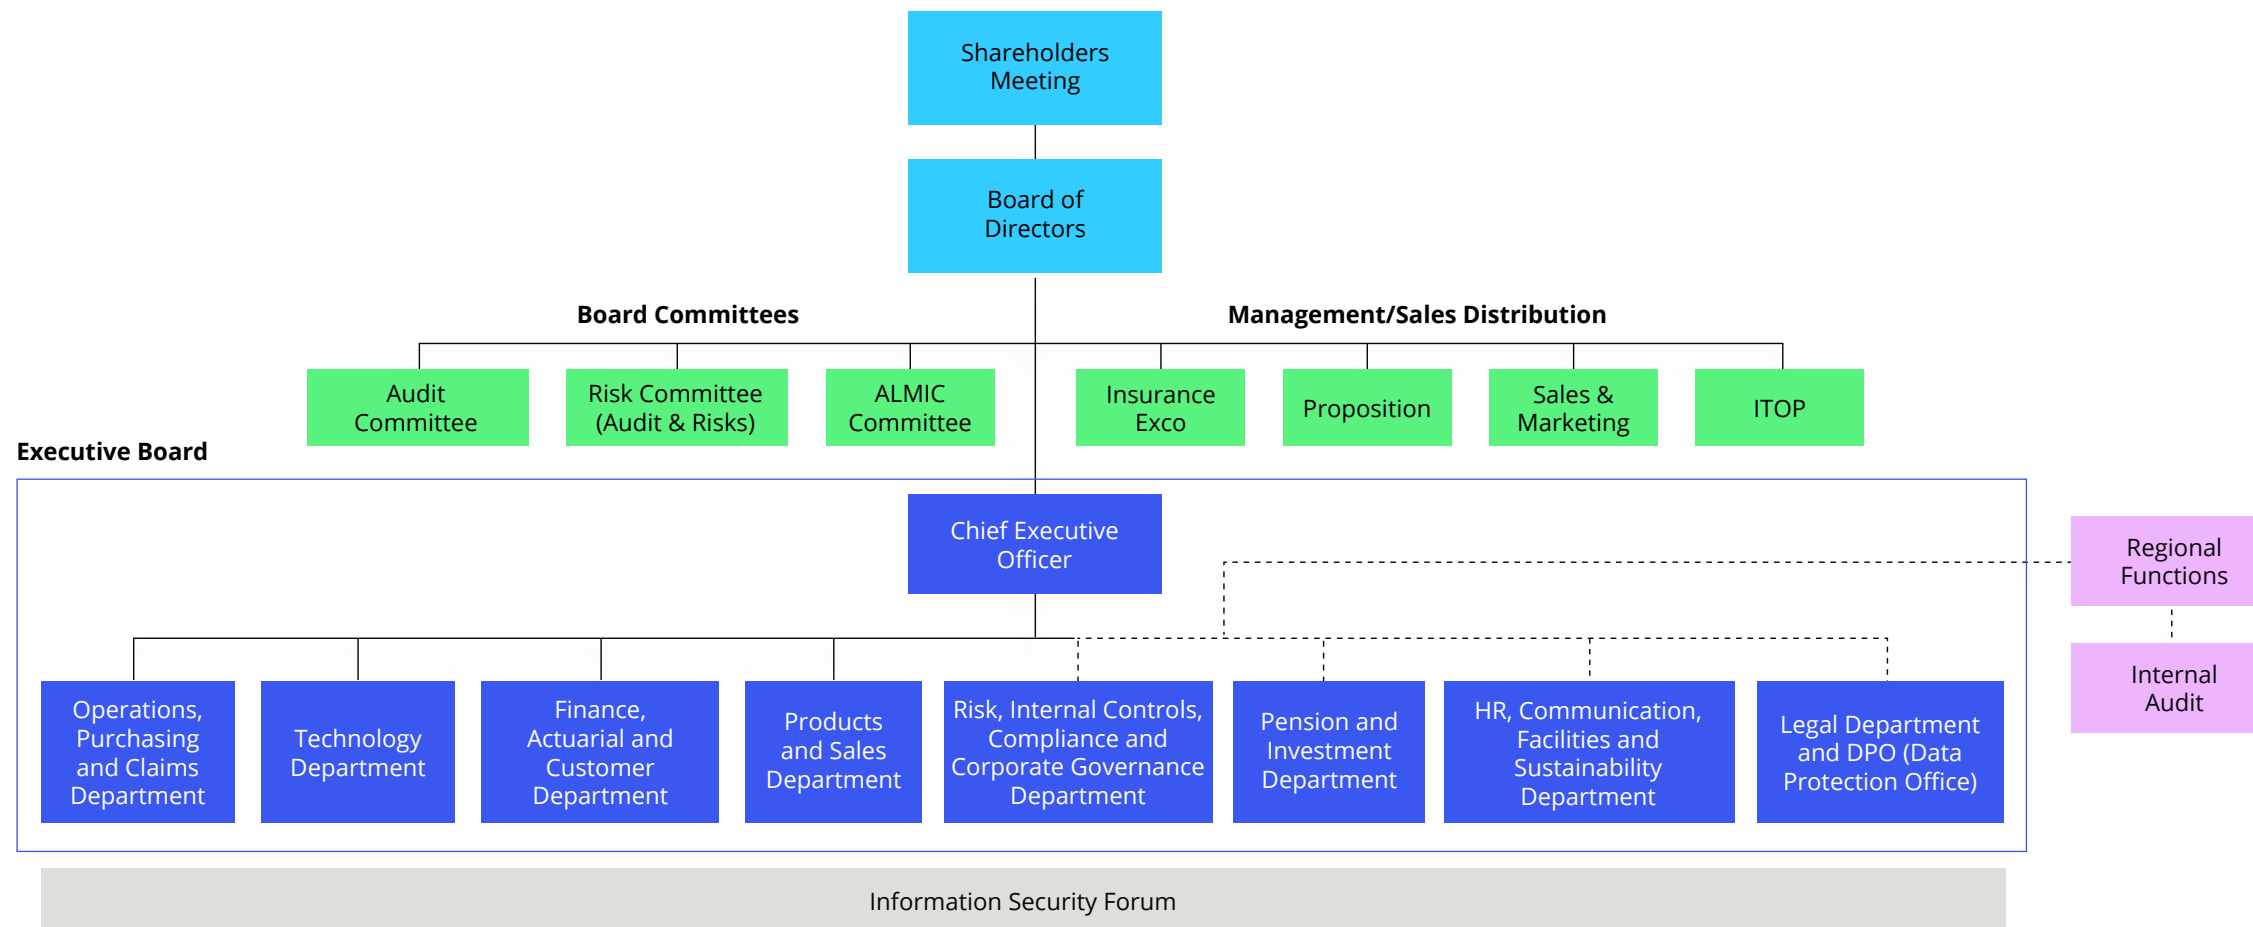 Shareholders
Meeting
Board of
Directors
Board Committees
Management/Sales Distribution
Audit
Committee
Risk Committee
(Audit & Risks)
ALMIC
Committee
Insurance
Exco
Proposition
Sales &
Marketing
ITOP
Executive Board
Chief Executive
Officer
Regional
Functions
Internal
Audit
Operations,
Purchasing
and Claims
Department
Technology
Department
Finance,
Actuarial and
Customer
Department
Products
and Sales
Department
Risk, Internal Controls,
Compliance and
Corporate Governance
Department
Pension and
Investment
Department
HR, Communication,
Facilities and
Sustainability
Department
Legal Department
and DPO (Data
Protection Office)
Information Security Forum